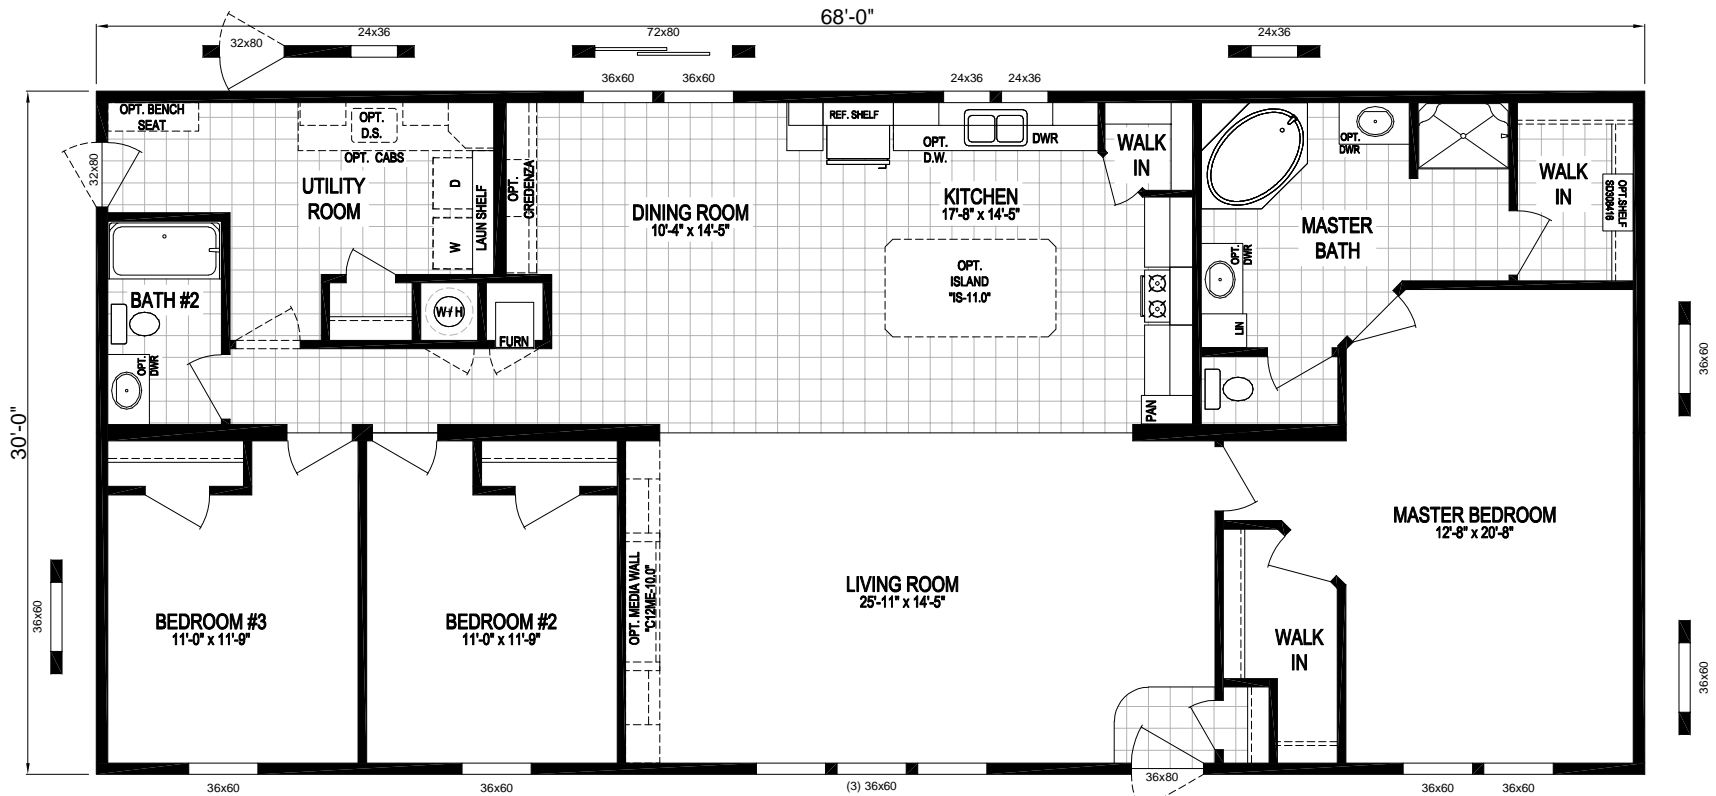 68'-0"
32x80
24x36
72x80
24x36
36x60
36x60
24x36
24x36
30'-0"
OPT. BENCH
SEAT
32x80
OPT.
D.S.
OPT. CABS
UTILITY
ROOM
D
W
LAUN SHELF
OPT.
CREDENZA
DINING ROOM
10'-4" x 14'-5"
REF. SHELF
OPT.
D.W.
DWR
KITCHEN
17'-8" x 14'-5"
WALK
IN
OPT.
ISLAND
"IS-11.0"
PAN
OPT.
DWR
MASTER
BATH
OPT.
DWR
LIN
WALK
IN
OPT.SHELF
SD308418
BATH #2
OPT.
DWR
W/H
FURN
36x60
BEDROOM #3
11'-0" x 11'-9"
BEDROOM #2
11'-0" x 11'-9"
OPT. MEDIA WALL
"C12ME-10.0"
LIVING ROOM
25'-11" x 14'-5"
WALK
IN
MASTER BEDROOM
12'-8" x 20'-8"
36x60
36x60
36x60
36x60
(3) 36x60
36x80
36x60
36x60